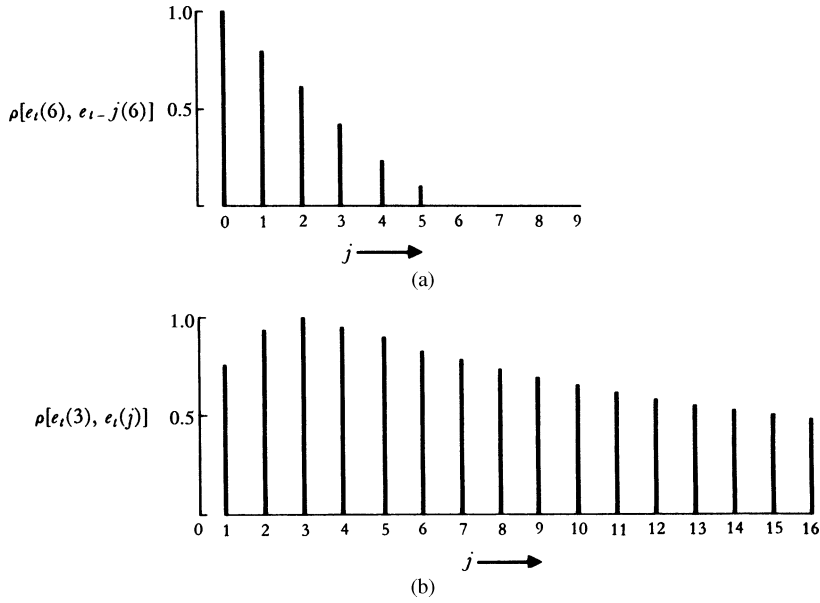 1.0
ρ[e_t(6), e_{t-j}(6)]
0.5
0 1 2 3 4 5 6 7 8 9
j
(a)
1.0
ρ[e_t(3), e_t(j)]
0.5
0 1 2 3 4 5 6 7 8 9 10 11 12 13 14 15 16
j
(b)